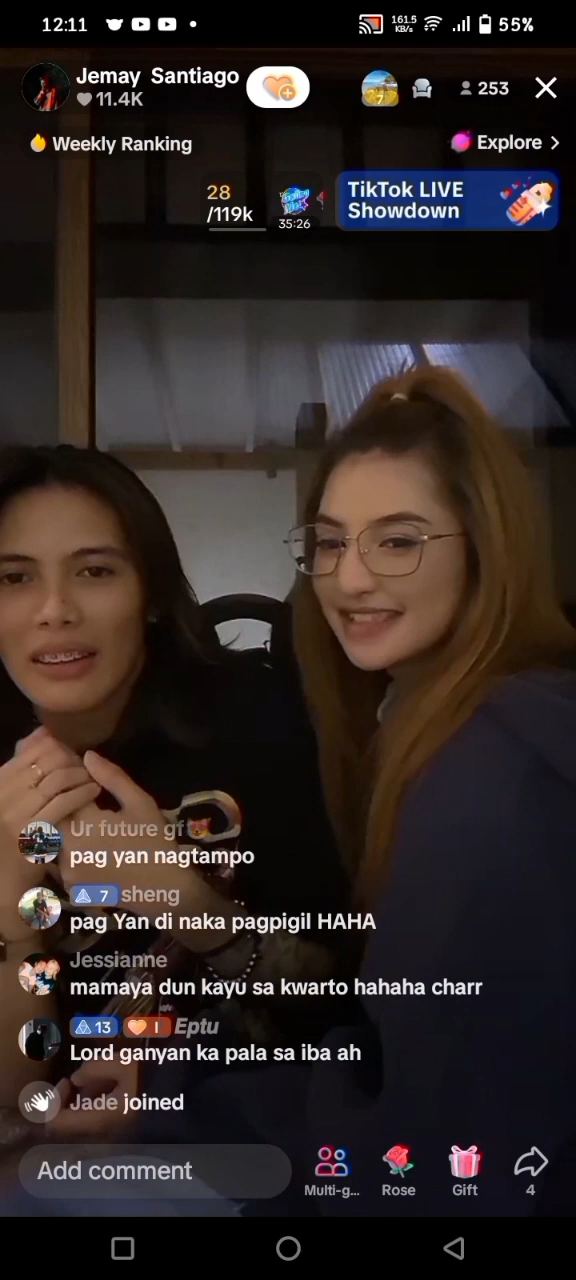 12:11
161.5
KB/s
55%
Jemay Santiago
11.4K
7
253
Weekly Ranking
Explore >
28
/119k
35:26
TikTok LIVE
Showdown
Ur future gf
pag yan nagtampo
7 sheng
pag Yan di naka pagpigil HAHA
Jessianne
mamaya dun kayu sa kwarto hahaha charr
13 I Eptu
Lord ganyan ka pala sa iba ah
Jade joined
Add comment
Multi-g...
Rose
Gift
4